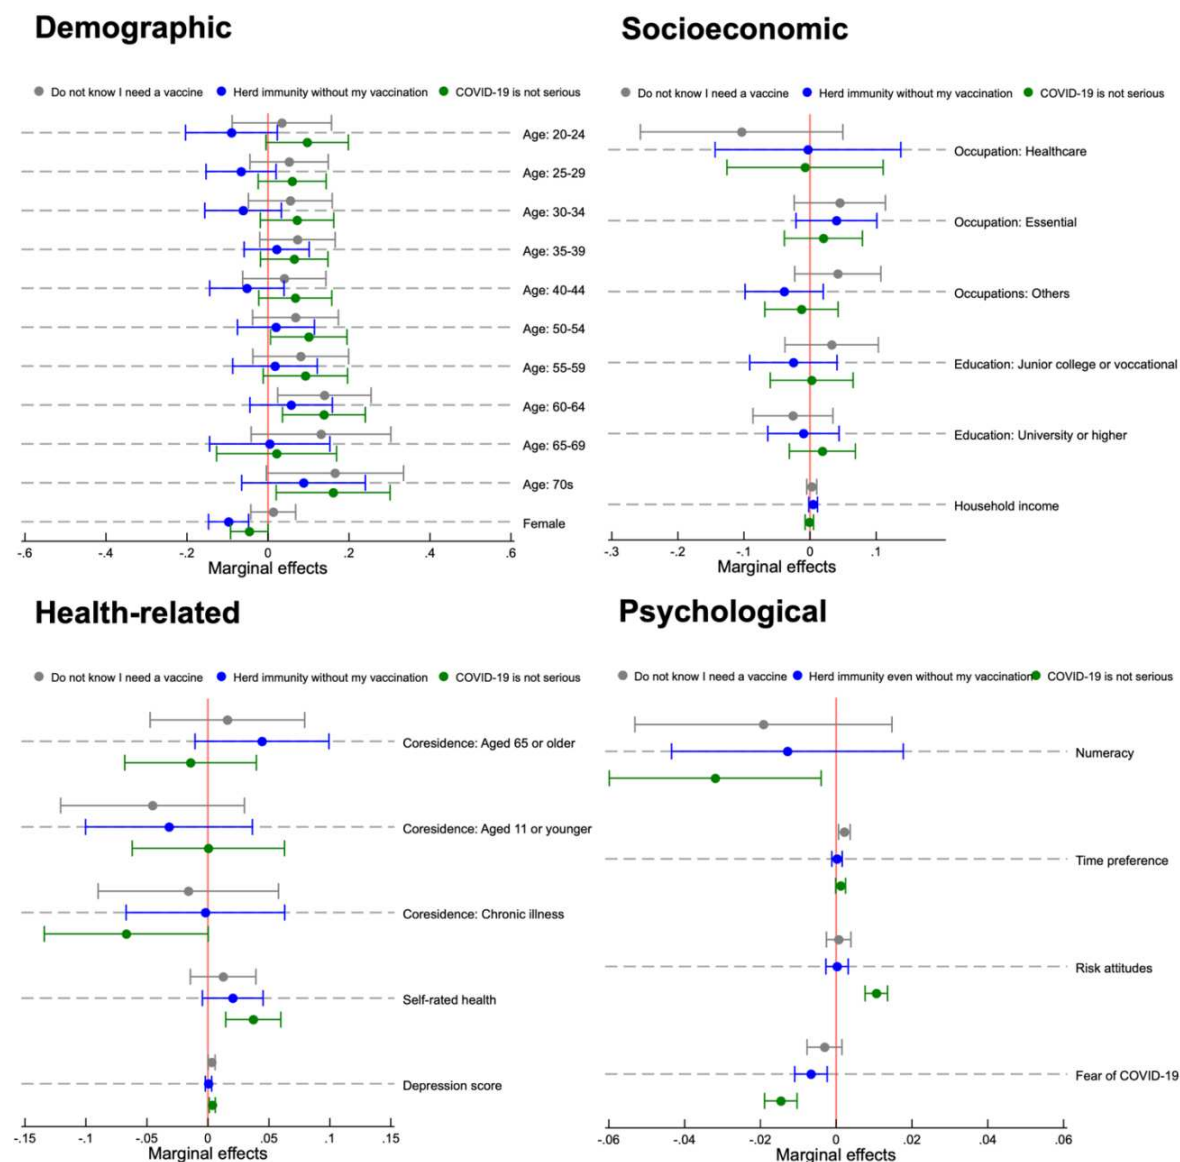 Demographic
Do not know I need a vaccine Herd immunity without my vaccination COVID-19 is not serious
Age: 20-24
Age: 25-29
Age: 30-34
Age: 35-39
Age: 40-44
Age: 50-54
Age: 55-59
Age: 60-64
Age: 65-69
Age: 70s
Female
-.6 -.4 -.2 0 .2 .4 .6
Marginal effects
Socioeconomic
Do not know I need a vaccine Herd immunity without my vaccination COVID-19 is not serious
Occupation: Healthcare
Occupation: Essential
Occupations: Others
Education: Junior college or voccational
Education: University or higher
Household income
-.3 -.2 -.1 0 .1
Marginal effects
Health-related
Do not know I need a vaccine Herd immunity without my vaccination COVID-19 is not serious
Coresidence: Aged 65 or older
Coresidence: Aged 11 or younger
Coresidence: Chronic illness
Self-rated health
Depression score
-.15 -.1 -.05 0 .05 .1 .15
Marginal effects
Psychological
Do not know I need a vaccine Herd immunity even without my vaccination COVID-19 is not serious
Numeracy
Time preference
Risk attitudes
Fear of COVID-19
-.06 -.04 -.02 0 .02 .04 .06
Marginal effects